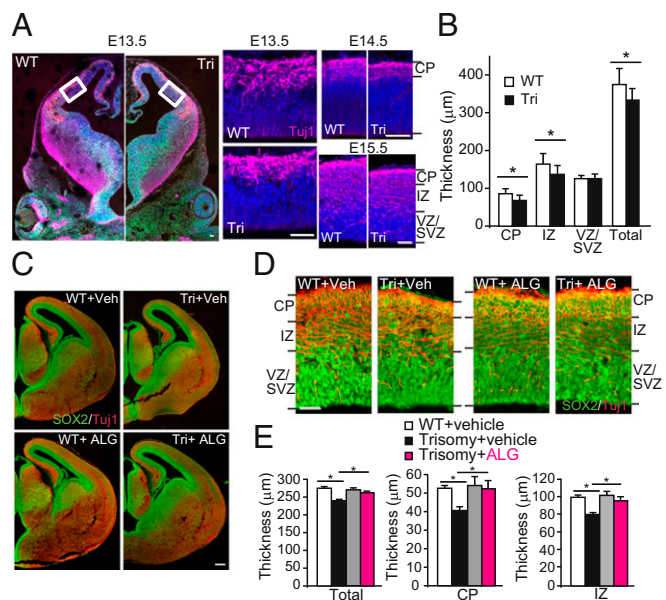 A
E13.5
WT
Tri
E13.5
E14.5
WT
Tuj1
WT
Tri
CP
Tri
E15.5
WT
Tri
CP
IZ
VZ/
SVZ
B
Thickness (μm)
400
300
200
100
0
WT
Tri
*
*
*
CP
IZ
VZ/
SVZ
Total
C
WT+Veh
Tri+Veh
SOX2/Tuj1
WT+ ALG
Tri+ ALG
D
WT+Veh
Tri+Veh
WT+ ALG
Tri+ ALG
CP
IZ
VZ/
SVZ
CP
IZ
VZ/
SVZ
SOX2/Tuj1
E
WT+vehicle
Trisomy+vehicle
Trisomy+ALG
Thickness (μm)
300
250
200
150
100
50
0
*
*
Total
Thickness (μm)
60
40
20
0
*
*
CP
Thickness (μm)
120
100
80
60
40
20
0
*
*
IZ